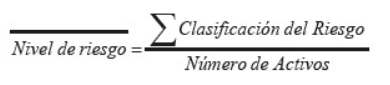 ∑ Clasificación del Riesgo
Nivel de riesgo =
Número de Activos